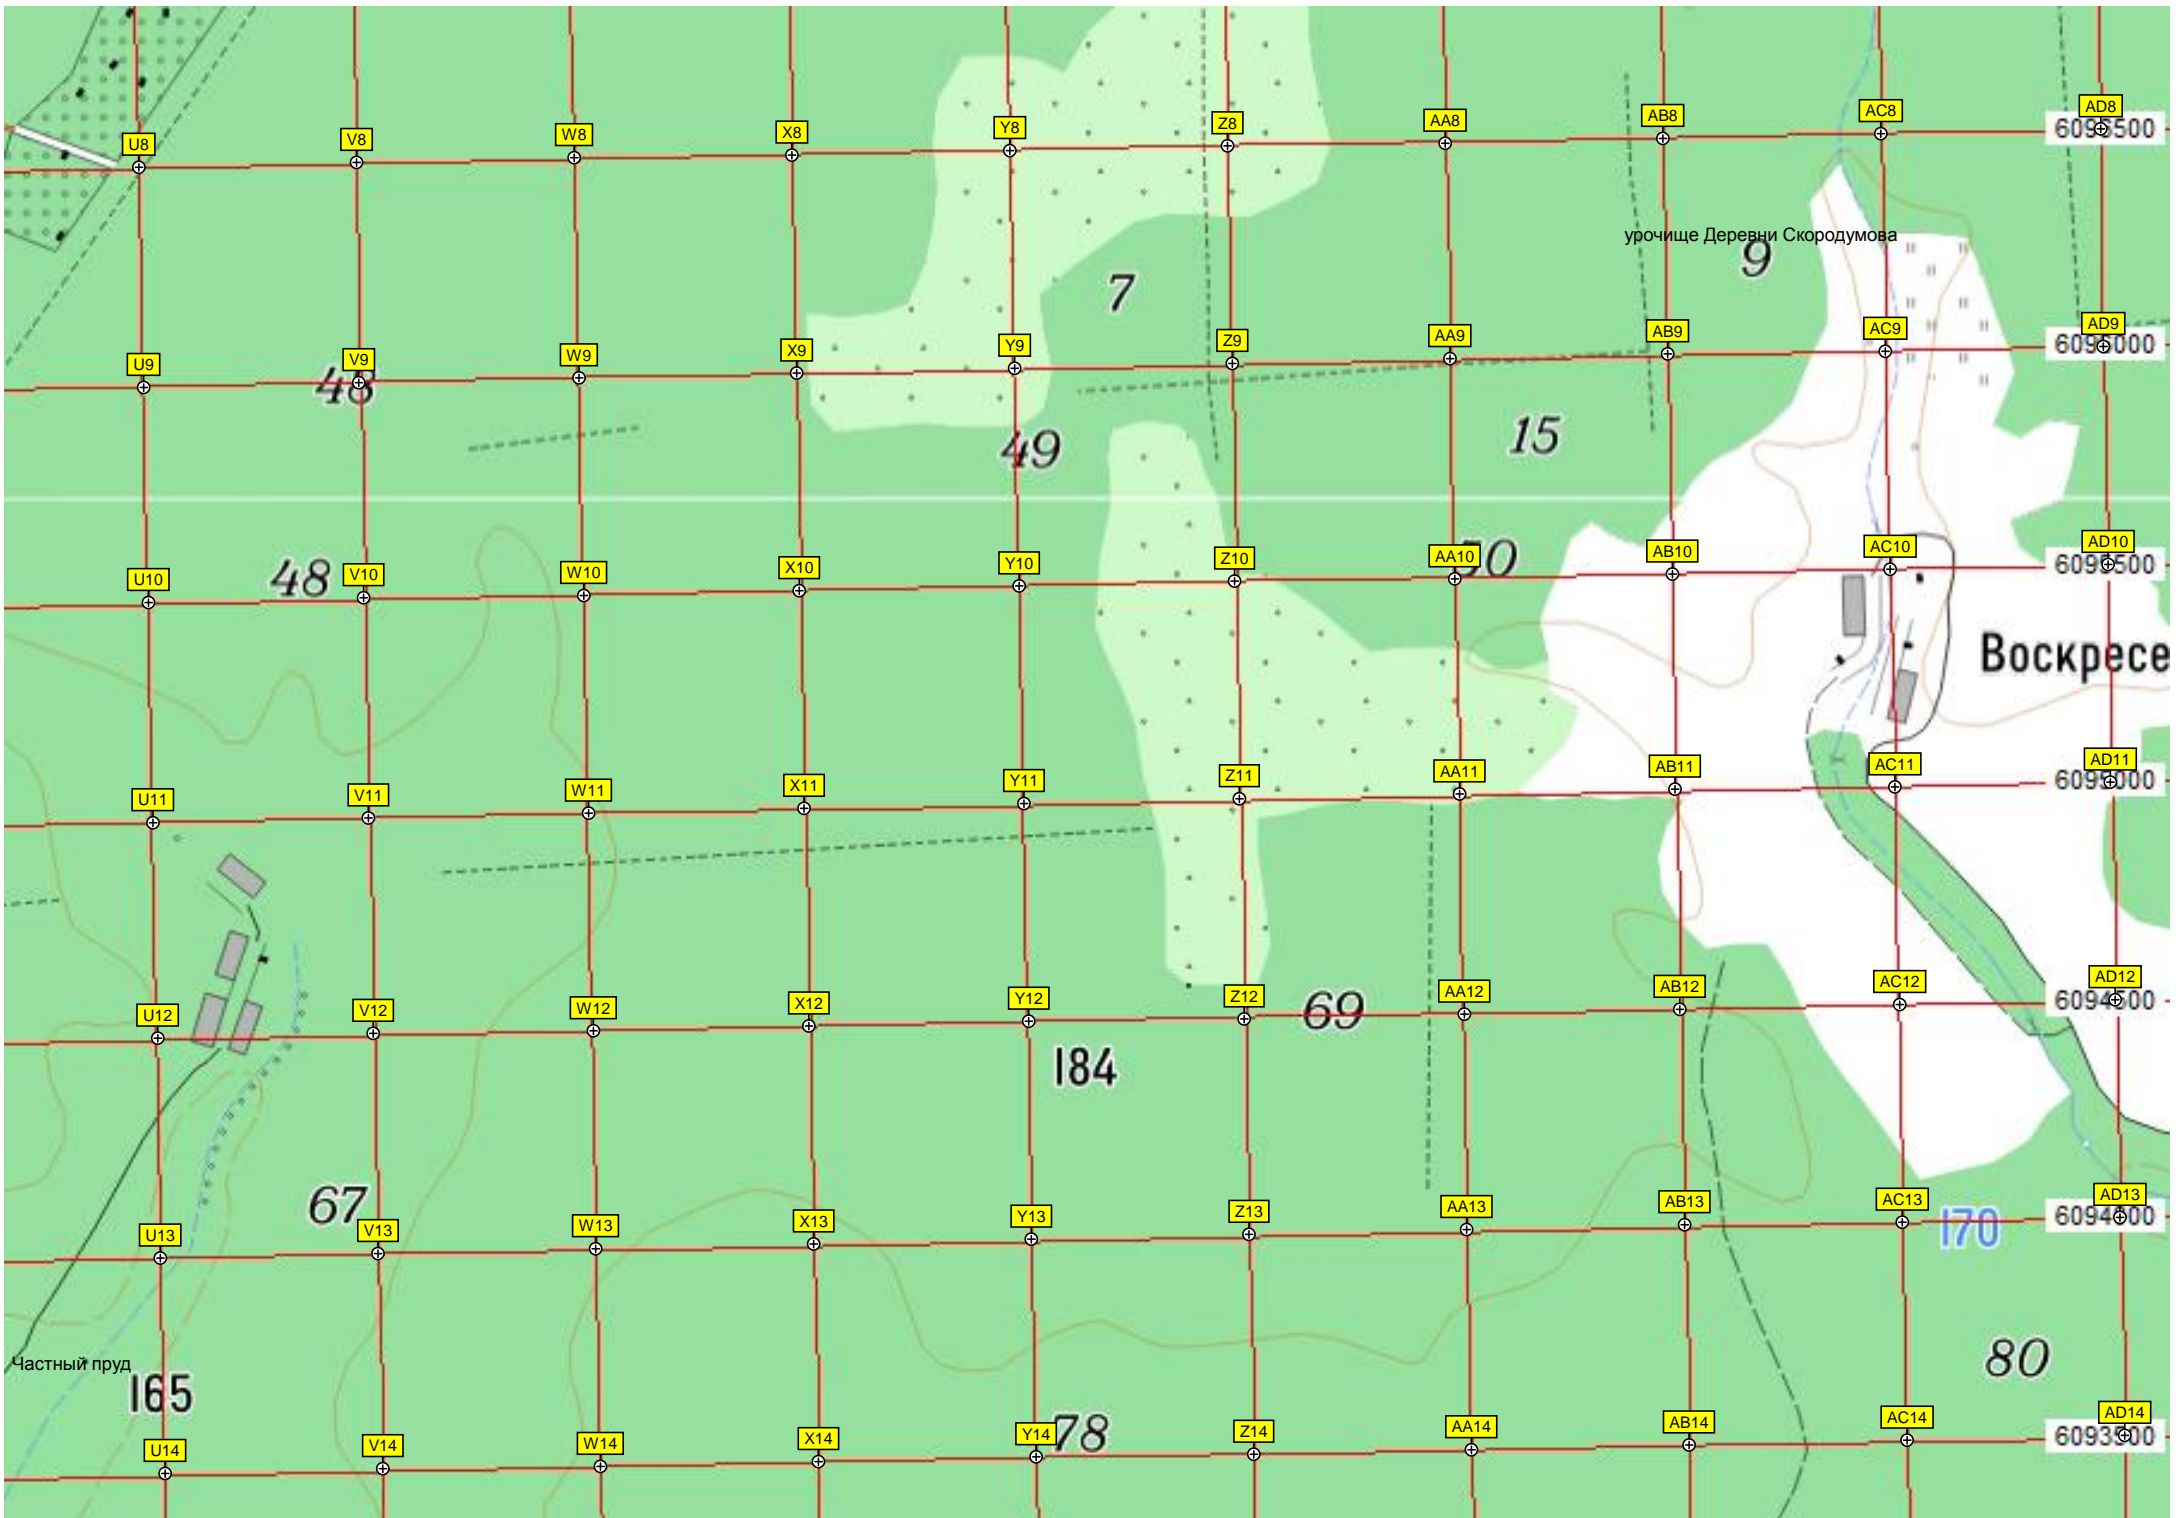 U8 V8 W8 X8 Y8 Z8 AA8 AB8 AC8 AD8
урочище Деревни Скородумова
9
7
U9 V9 W9 X9 Y9 Z9 AA9 AB9 AC9 AD9
48
49
15
U10 V10 W10 X10 Y10 Z10 AA10 AB10 AC10 AD10
48
50
Воскресе
U11 V11 W11 X11 Y11 Z11 AA11 AB11 AC11 AD11
U12 V12 W12 X12 Y12 Z12 AA12 AB12 AC12 AD12
6094500
69
184
67
U13 V13 W13 X13 Y13 Z13 AA13 AB13 AC13 AD13
170
Частный пруд
165
80
U14 V14 W14 X14 Y14 Z14 AA14 AB14 AC14 AD14
78
6093500